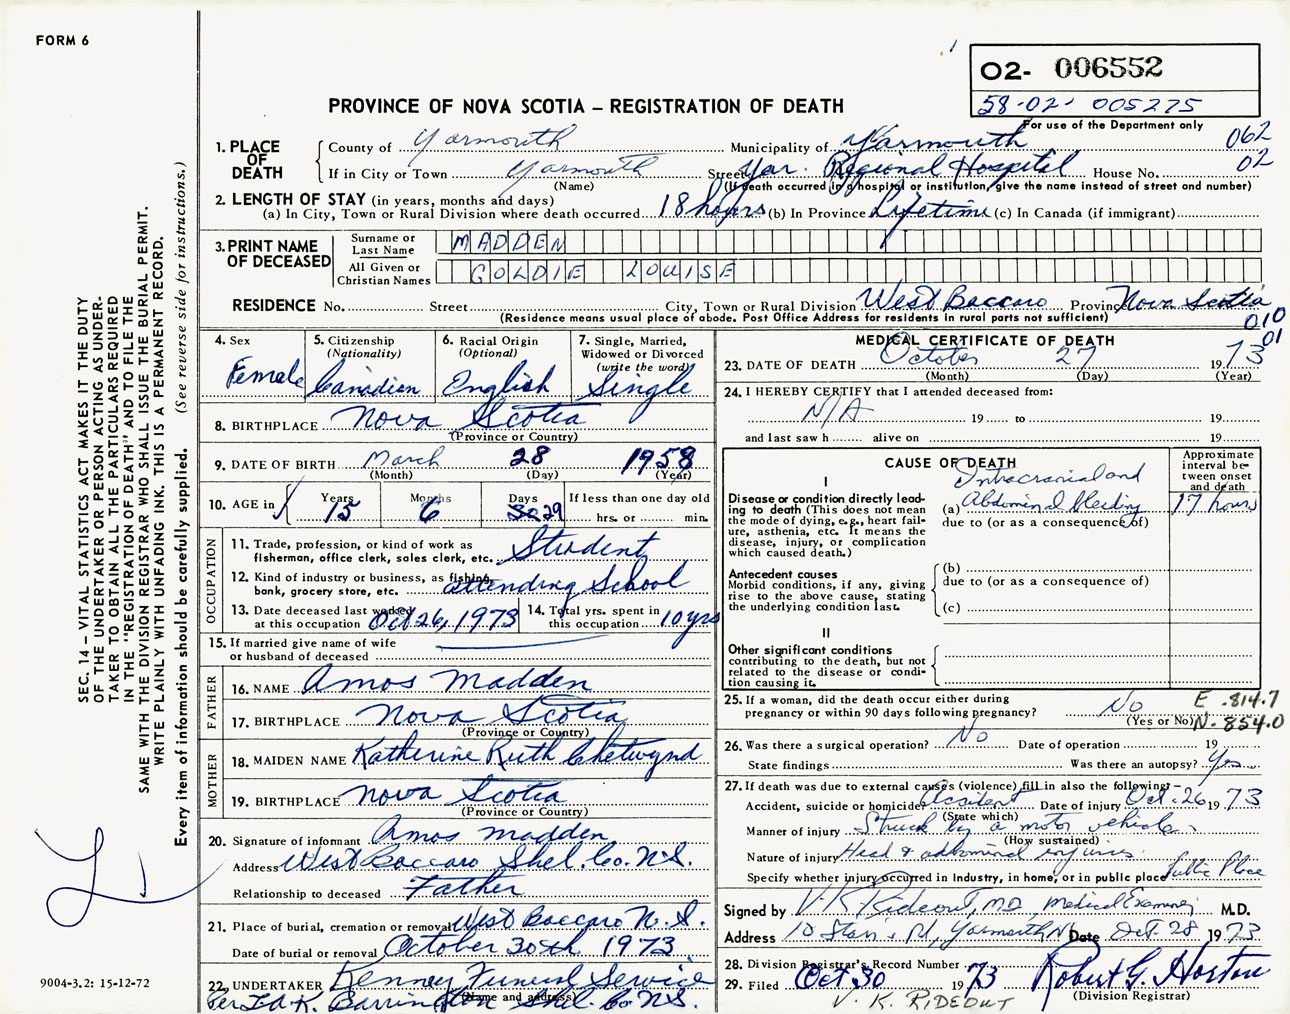 FORM 6
O2- 006552
58-02- 005275
For use of the Department only
PROVINCE OF NOVA SCOTIA – REGISTRATION OF DEATH
062
02
1. PLACE OF DEATH
County of Yarmouth Municipality of Yarmouth
If in City or Town Yarmouth Street Yar. Regional Hospital House No.
(Name) (If death occurred in a hospital or institution, give the name instead of street and number)
2. LENGTH OF STAY (in years, months and days)
(a) In City, Town or Rural Division where death occurred 18 hours (b) In Province Lifetime (c) In Canada (if immigrant)
3. PRINT NAME OF DECEASED
Surname or Last Name MADDEN
All Given or Christian Names GOLDIE LOUISE
RESIDENCE No. Street City, Town or Rural Division West Baccaro Province Nova Scotia
(Residence means usual place of abode. Post Office Address for residents in rural parts not sufficient)
010
01
4. Sex Female
5. Citizenship (Nationality) Canadian
6. Racial Origin (Optional) English
7. Single, Married, Widowed or Divorced (write the word) Single
8. BIRTHPLACE Nova Scotia
(Province or Country)
9. DATE OF BIRTH March 28 1958
(Month) (Day) (Year)
10. AGE in Years 15 Months 6 Days 29 If less than one day old
hrs. or min.
OCCUPATION
11. Trade, profession, or kind of work as
fisherman, office clerk, sales clerk, etc. Student
12. Kind of industry or business, as fishing,
bank, grocery store, etc. attending School
13. Date deceased last worked
at this occupation Oct 26, 1973
14. Total yrs. spent in
this occupation 10 yrs
15. If married give name of wife
or husband of deceased
FATHER
16. NAME Amos Madden
17. BIRTHPLACE Nova Scotia
(Province or Country)
MOTHER
18. MAIDEN NAME Katherine Ruth Chetwynd
19. BIRTHPLACE Nova Scotia
(Province or Country)
20. Signature of informant Amos Madden
Address West Baccaro Shel. Co. N.S.
Relationship to deceased Father
21. Place of burial, cremation or removal West Baccaro N.S.
Date of burial or removal October 30th 1973
22. UNDERTAKER Kenney Funeral Service
(Name and address)
Per Ed K. Barrington Shel. Co. N.S.
MEDICAL CERTIFICATE OF DEATH
23. DATE OF DEATH October 27 1973
(Month) (Day) (Year)
24. I HEREBY CERTIFY that I attended deceased from:
N/A 19 to 19
and last saw h alive on 19
CAUSE OF DEATH
Approximate interval between onset and death
I
Disease or condition directly leading to death (This does not mean the mode of dying, e.g., heart failure, asthenia, etc. It means the disease, injury, or complication which caused death.)
Intracranial and
(a) Abdominal bleeding 17 hours
due to (or as a consequence of)
Antecedent causes
Morbid conditions, if any, giving rise to the above cause, stating the underlying condition last.
(b)
due to (or as a consequence of)
(c)
II
Other significant conditions
contributing to the death, but not related to the disease or condition causing it.
25. If a woman, did the death occur either during
pregnancy or within 90 days following pregnancy? No
(Yes or No)
E .814.7
N. 854.0
26. Was there a surgical operation? No Date of operation 19
State findings Was there an autopsy? Yes
27. If death was due to external causes (violence) fill in also the following:–
Accident, suicide or homicide Accident Date of injury Oct. 26 1973
(State which)
Manner of injury Struck by a motor vehicle
(How sustained)
Nature of injury Head & abdominal injuries
Specify whether injury occurred in Industry, in home, or in public place Public Place
Signed by V. K. Rideout, M.D., Medical Examiner M.D.
Address 10 Starr's Rd, Yarmouth NS Date Oct. 28 1973
28. Division Registrar's Record Number
29. Filed Oct 30 1973 Robert G. Horton
(Division Registrar)
V. K. RIDEOUT
SEC. 14 – VITAL STATISTICS ACT MAKES IT THE DUTY
OF THE UNDERTAKER OR PERSON ACTING AS UNDER-
TAKER TO OBTAIN ALL THE PARTICULARS REQUIRED
IN THE "REGISTRATION OF DEATH" AND TO FILE THE
SAME WITH THE DIVISION REGISTRAR WHO SHALL ISSUE THE BURIAL PERMIT.
WRITE PLAINLY WITH UNFADING INK. THIS IS A PERMANENT RECORD.
Every item of information should be carefully supplied. (See reverse side for instructions.)
9004-3.2: 15-12-72